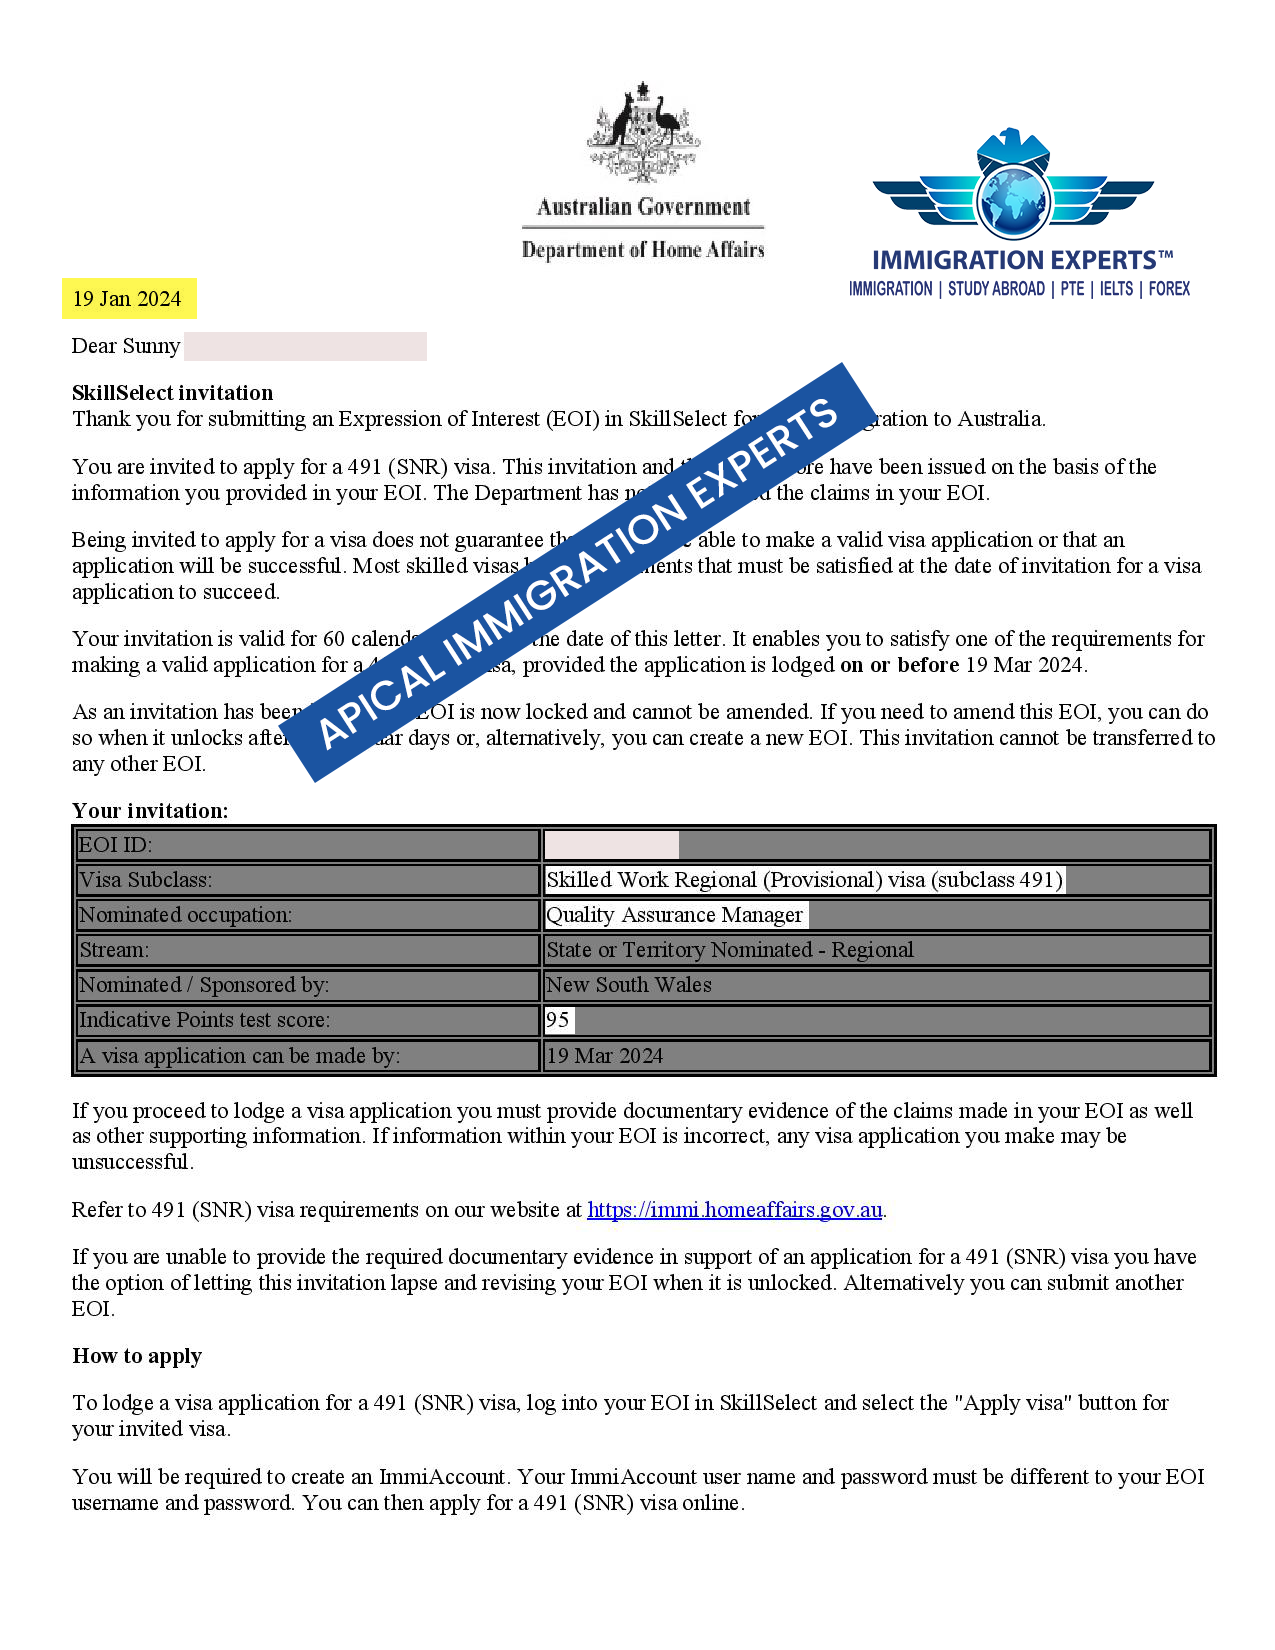 Australian Government
Department of Home Affairs
IMMIGRATION EXPERTS™
IMMIGRATION | STUDY ABROAD | PTE | IELTS | FOREX
19 Jan 2024
Dear Sunny
SkillSelect invitation
Thank you for submitting an Expression of Interest (EOI) in SkillSelect for to Australia.
You are invited to apply for a 491 (SNR) visa. This invitation and have been issued on the basis of the
information you provided in your EOI. The Department has the claims in your EOI.
Being invited to apply for a visa does not guarantee able to make a valid visa application or that an
application will be successful. Most skilled visas that must be satisfied at the date of invitation for a visa
application to succeed.
Your invitation is valid for 60 the date of this letter. It enables you to satisfy one of the requirements for
making a valid application for a provided the application is lodged on or before 19 Mar 2024.
As an invitation has been EOI is now locked and cannot be amended. If you need to amend this EOI, you can do
so when it unlocks days or, alternatively, you can create a new EOI. This invitation cannot be transferred to
any other EOI.
APICAL IMMIGRATION EXPERTS
Your invitation:
EOI ID:
Visa Subclass: Skilled Work Regional (Provisional) visa (subclass 491)
Nominated occupation: Quality Assurance Manager
Stream: State or Territory Nominated - Regional
Nominated / Sponsored by: New South Wales
Indicative Points test score: 95
A visa application can be made by: 19 Mar 2024
If you proceed to lodge a visa application you must provide documentary evidence of the claims made in your EOI as well
as other supporting information. If information within your EOI is incorrect, any visa application you make may be
unsuccessful.
Refer to 491 (SNR) visa requirements on our website at https://immi.homeaffairs.gov.au.
If you are unable to provide the required documentary evidence in support of an application for a 491 (SNR) visa you have
the option of letting this invitation lapse and revising your EOI when it is unlocked. Alternatively you can submit another
EOI.
How to apply
To lodge a visa application for a 491 (SNR) visa, log into your EOI in SkillSelect and select the "Apply visa" button for
your invited visa.
You will be required to create an ImmiAccount. Your ImmiAccount user name and password must be different to your EOI
username and password. You can then apply for a 491 (SNR) visa online.